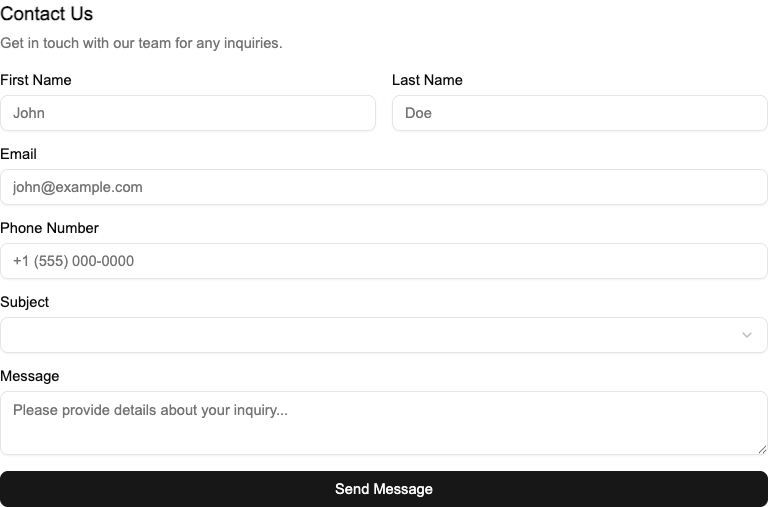 Contact Us
Get in touch with our team for any inquiries.
First Name
Last Name
John
Doe
Email
john@example.com
Phone Number
+1 (555) 000-0000
Subject
Message
Please provide details about your inquiry...
Send Message